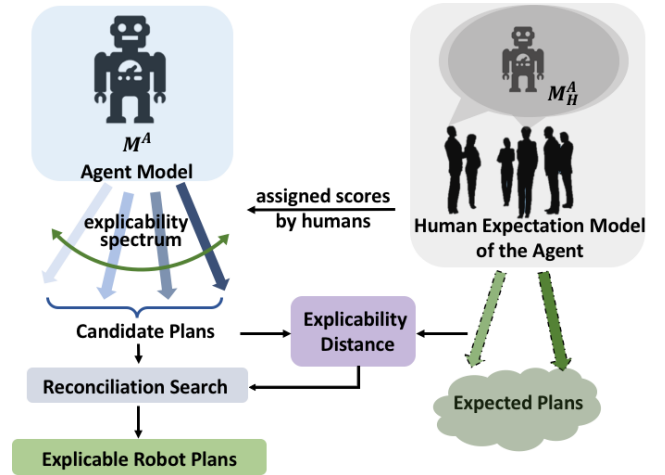 M^A
Agent Model
explicability
spectrum
Candidate Plans
Reconciliation Search
Explicable Robot Plans
assigned scores
by humans
Explicability
Distance
M^A_H
Human Expectation Model
of the Agent
Expected Plans